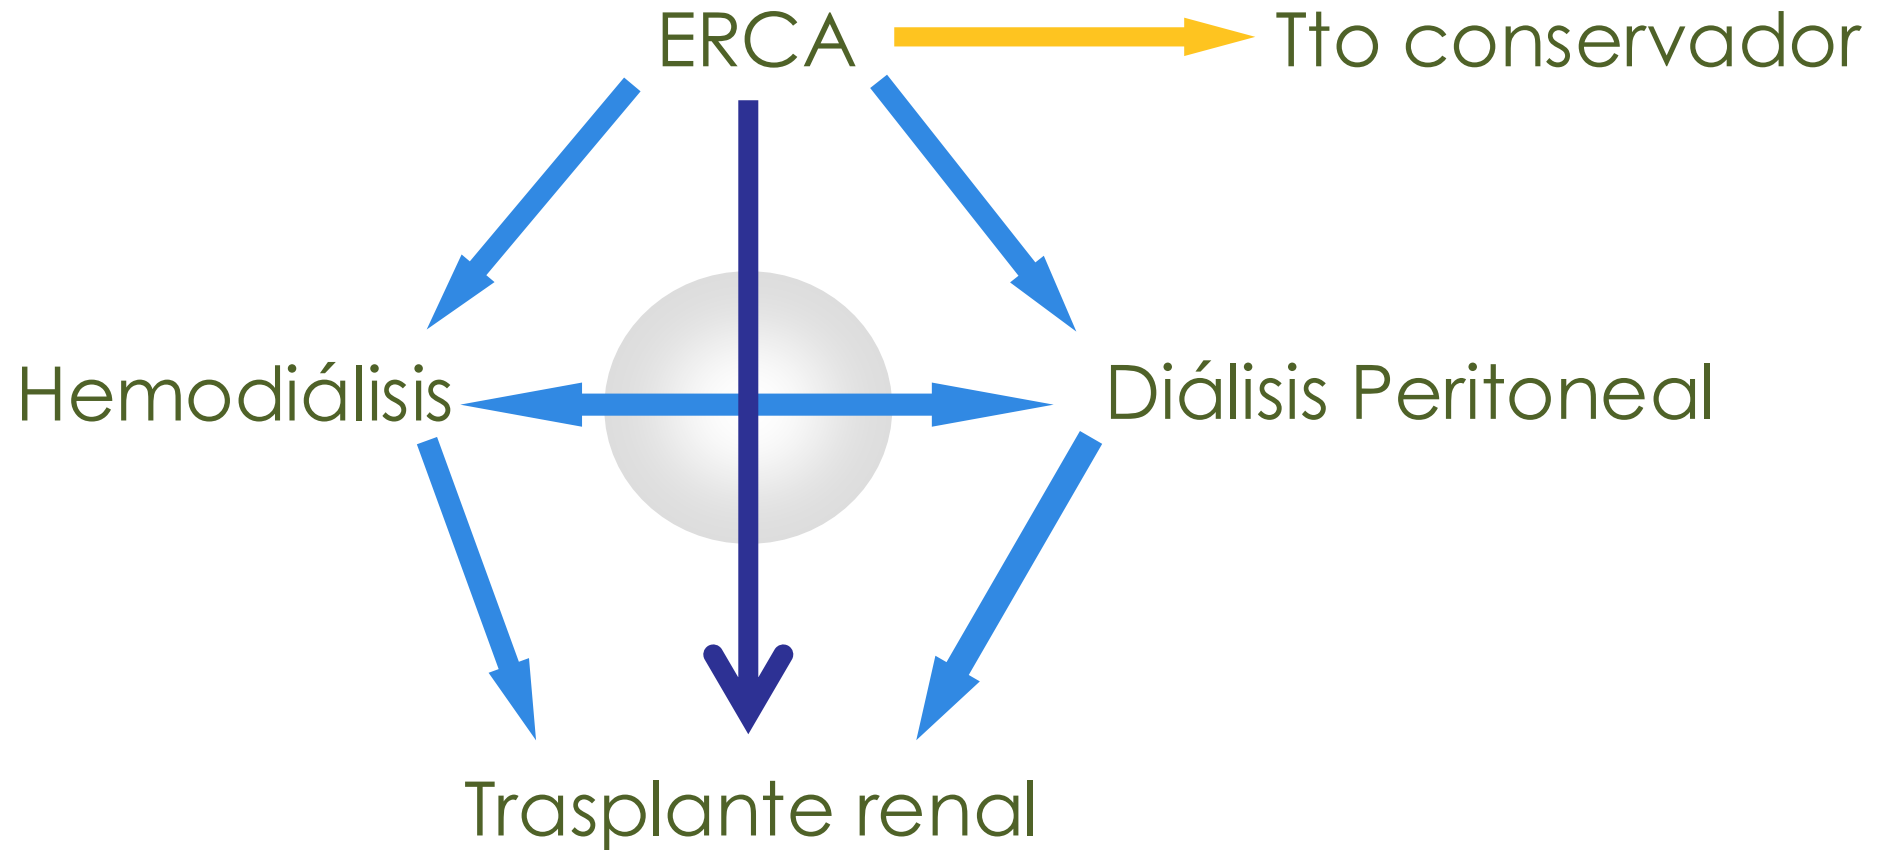 ERCA
Tto conservador
Hemodiálisis
Diálisis Peritoneal
Trasplante renal